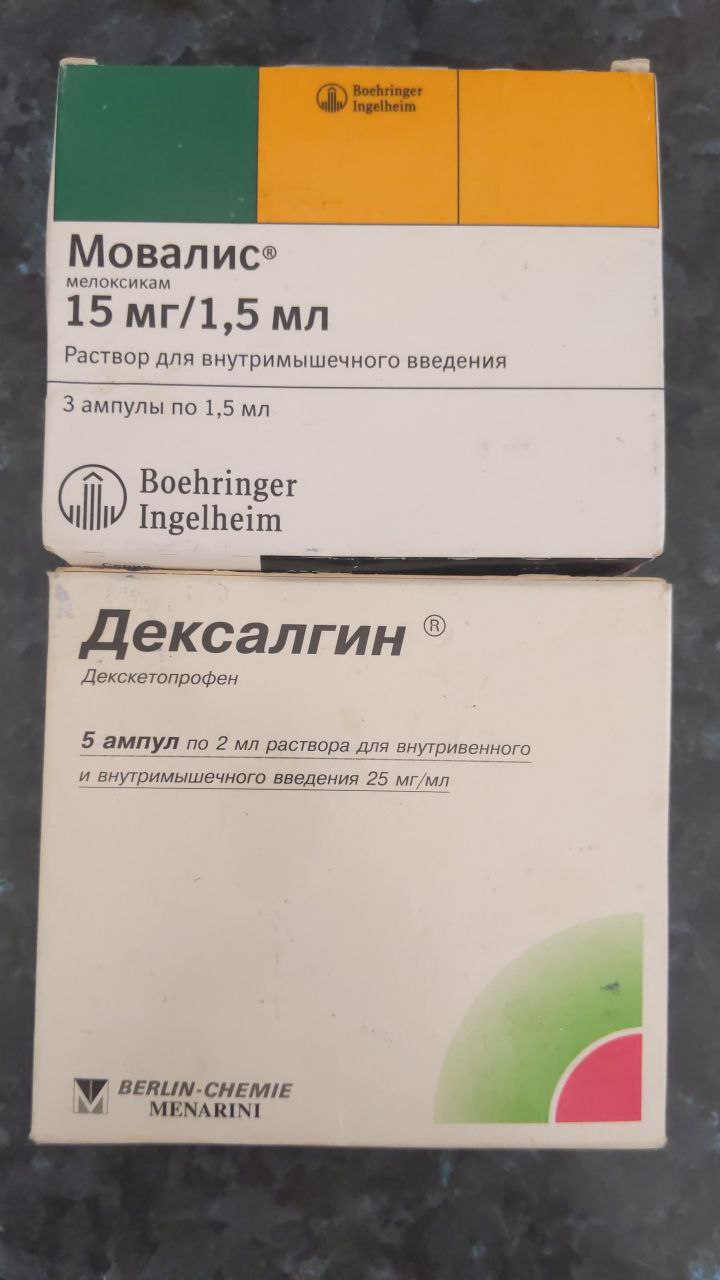 Boehringer
Ingelheim
Мовалис®
мелоксикам
15 мг/1,5 мл
Раствор для внутримышечного введения
3 ампулы по 1,5 мл
Boehringer
Ingelheim
Дексалгин ®
Декскетопрофен
5 ампул по 2 мл раствора для внутривенного
и внутримышечного введения 25 мг/мл
BERLIN-CHEMIE
MENARINI